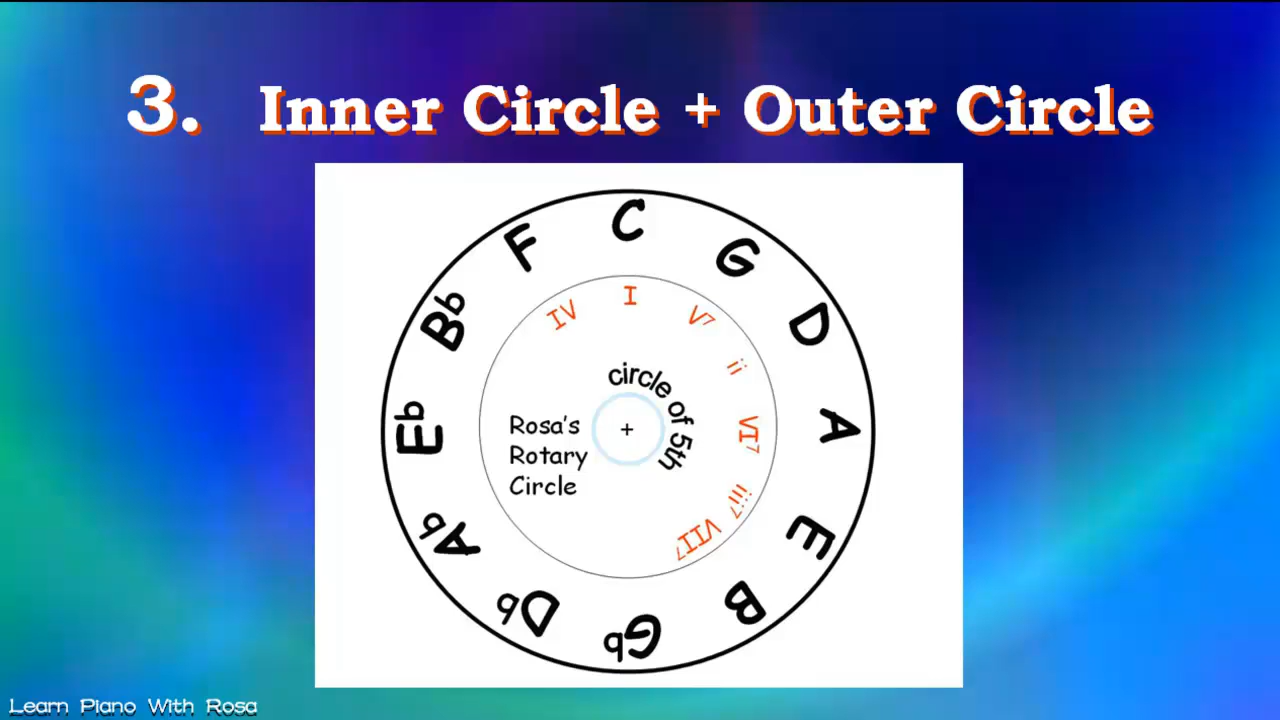 3. Inner Circle + Outer Circle
C
G
D
A
E
B
Gb
Db
Ab
Eb
Bb
F
IV
I
V7
ii
VI7
iii7
VII7
circle of 5th
+
Rosa's
Rotary
Circle
Learn Piano With Rosa